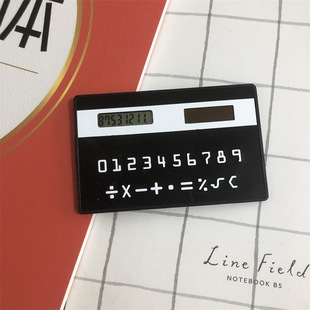 0123456789
÷X−+•=%√C
Line Field
NOTEBOOK B5